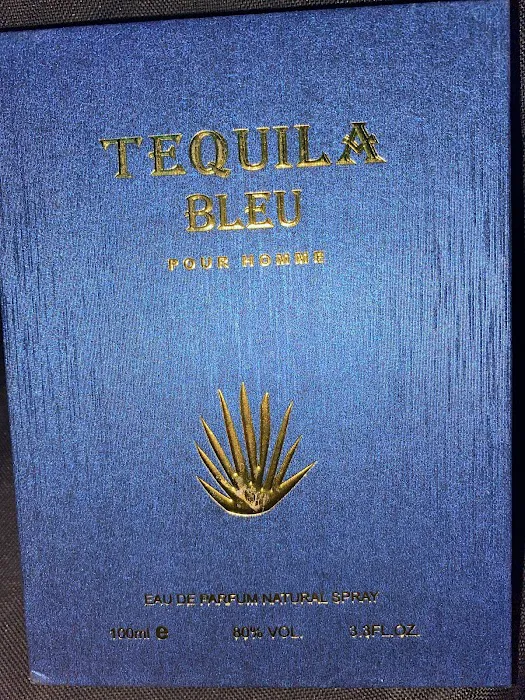 TEQUILA
BLEU
POUR HOMME
EAU DE PARFUM NATURAL SPRAY
100ml e 80% VOL. 3.3FL.OZ.